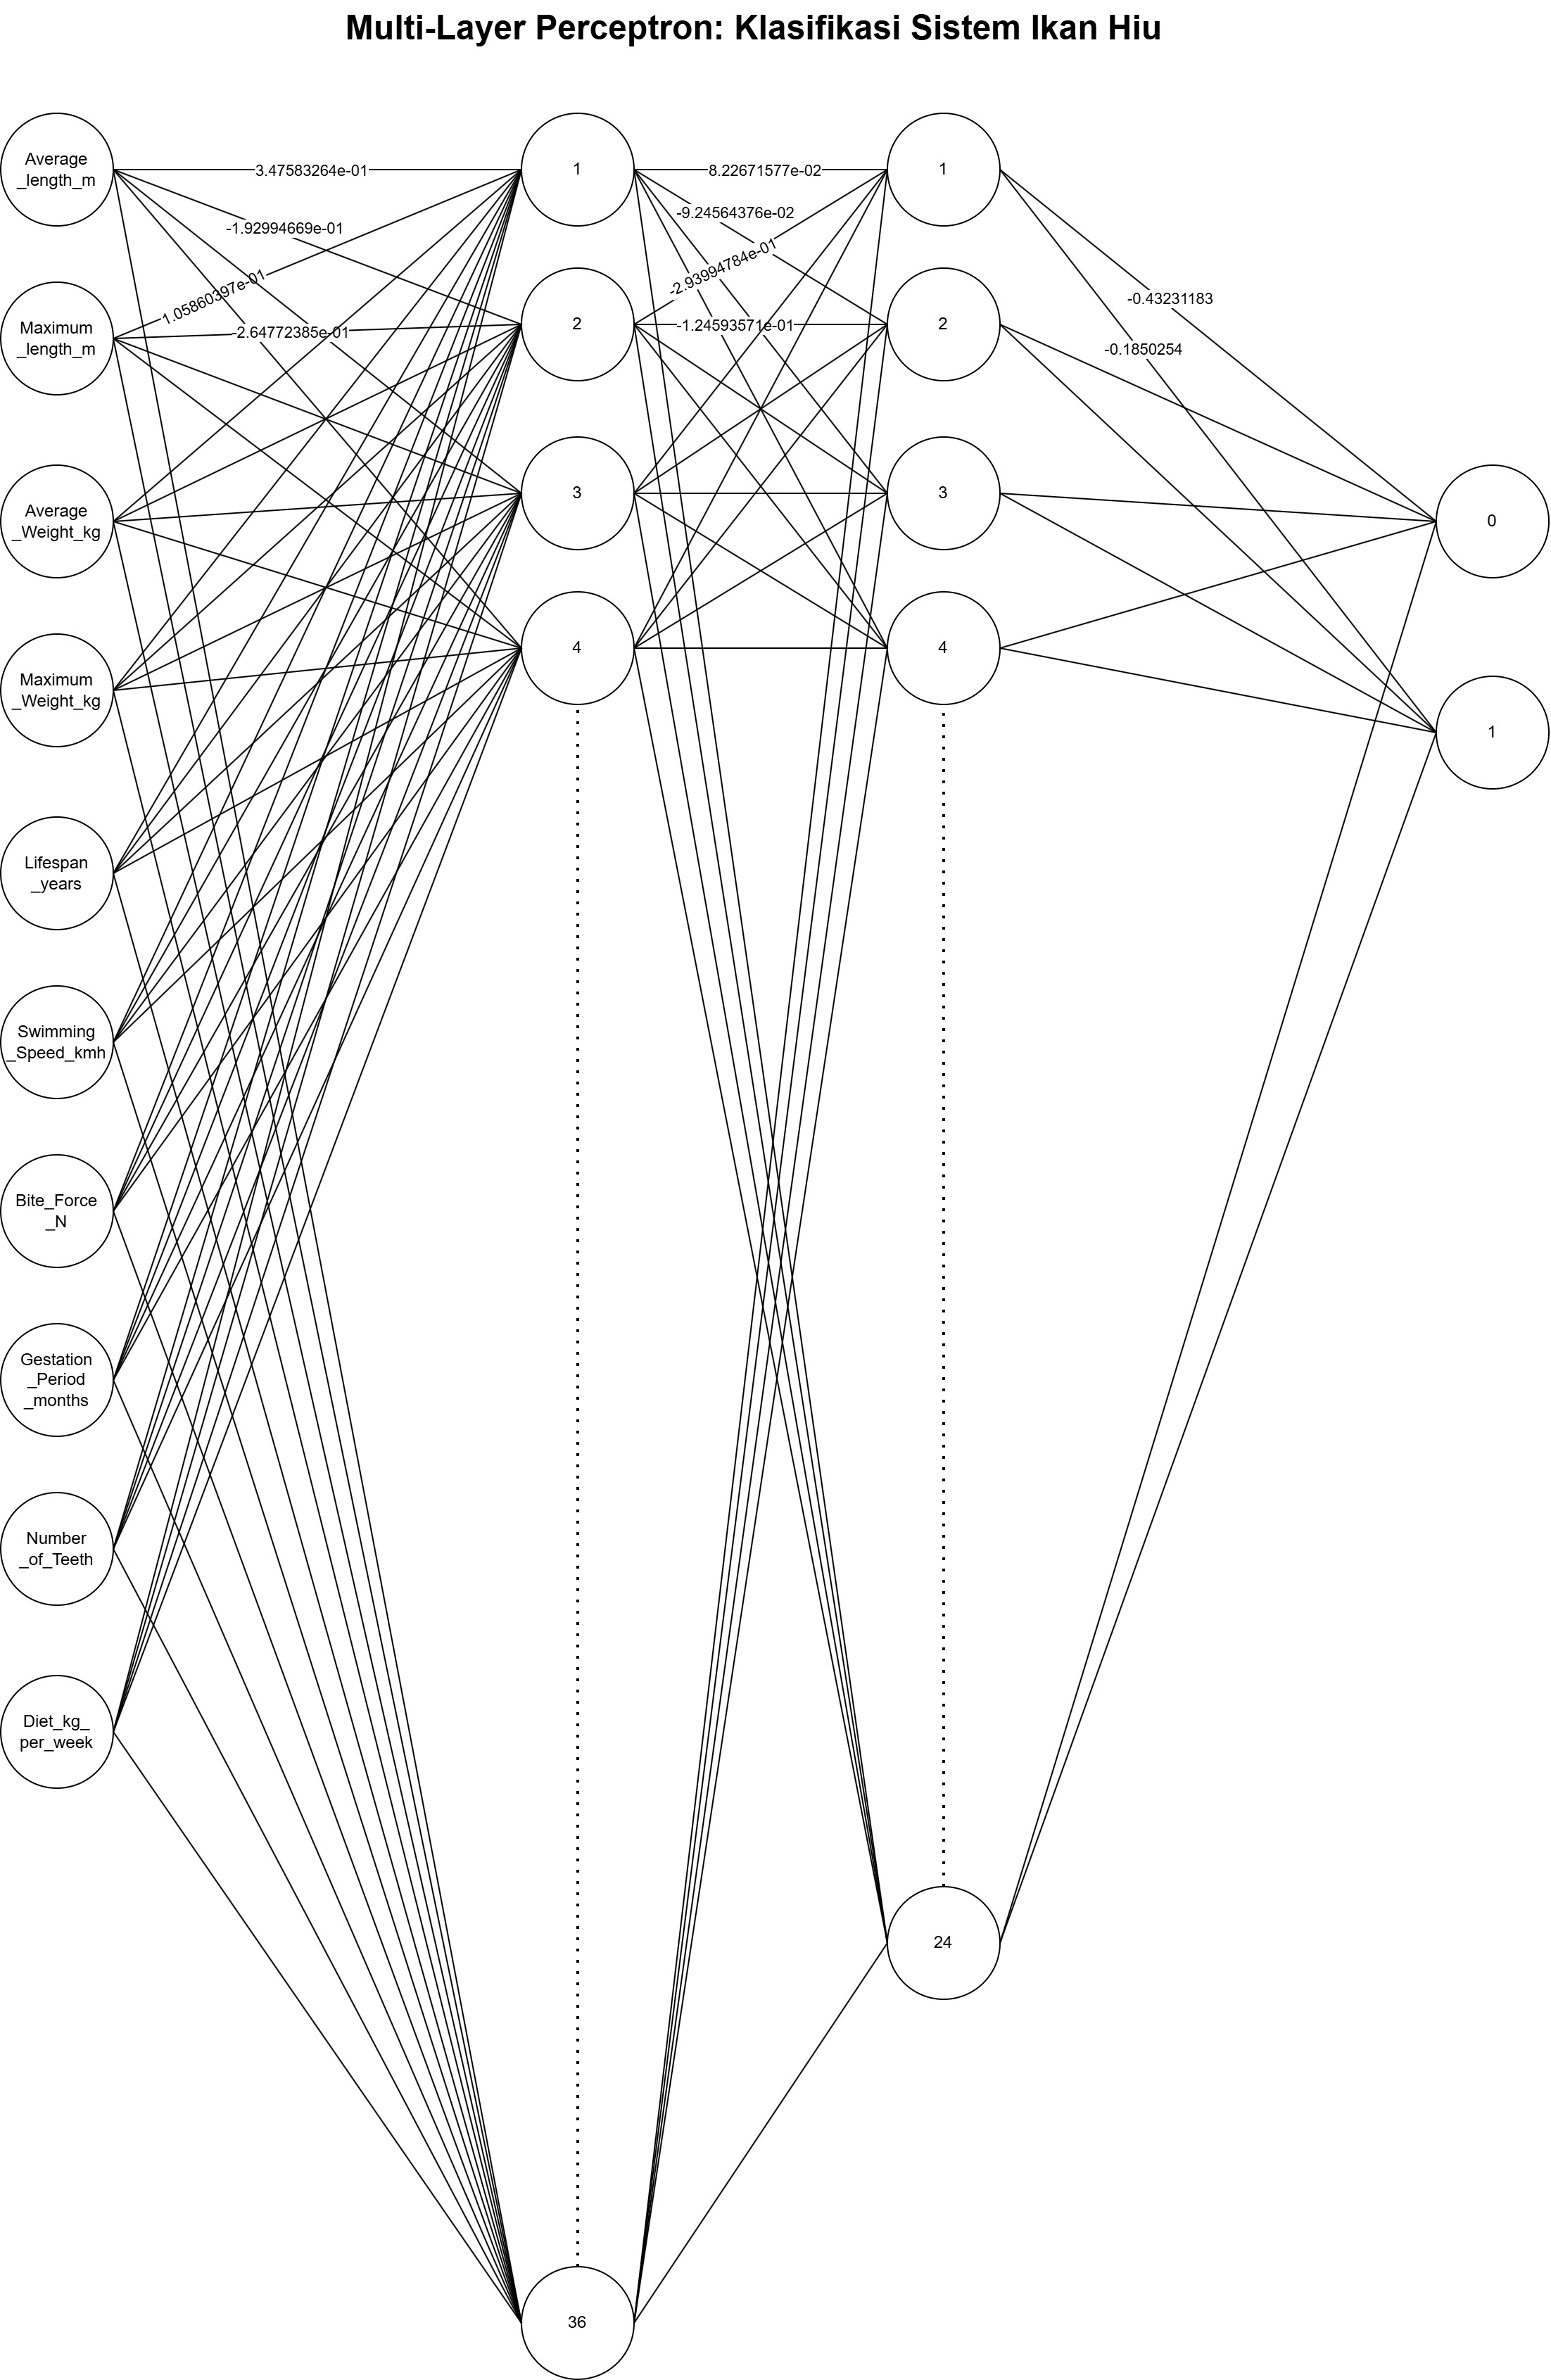 Multi-Layer Perceptron: Klasifikasi Sistem Ikan Hiu
Average
_length_m
Maximum
_length_m
Average
_Weight_kg
Maximum
_Weight_kg
Lifespan
_years
Swimming
_Speed_kmh
Bite_Force
_N
Gestation
_Period
_months
Number
_of_Teeth
Diet_kg_
per_week
3.47583264e-01
-1.92994669e-01
1.05860397e-01
-2.64772385e-01
1
2
3
4
36
8.22671577e-02
-9.24564376e-02
-2.93994784e-01
-1.24593571e-01
1
2
3
4
24
-0.43231183
-0.1850254
0
1